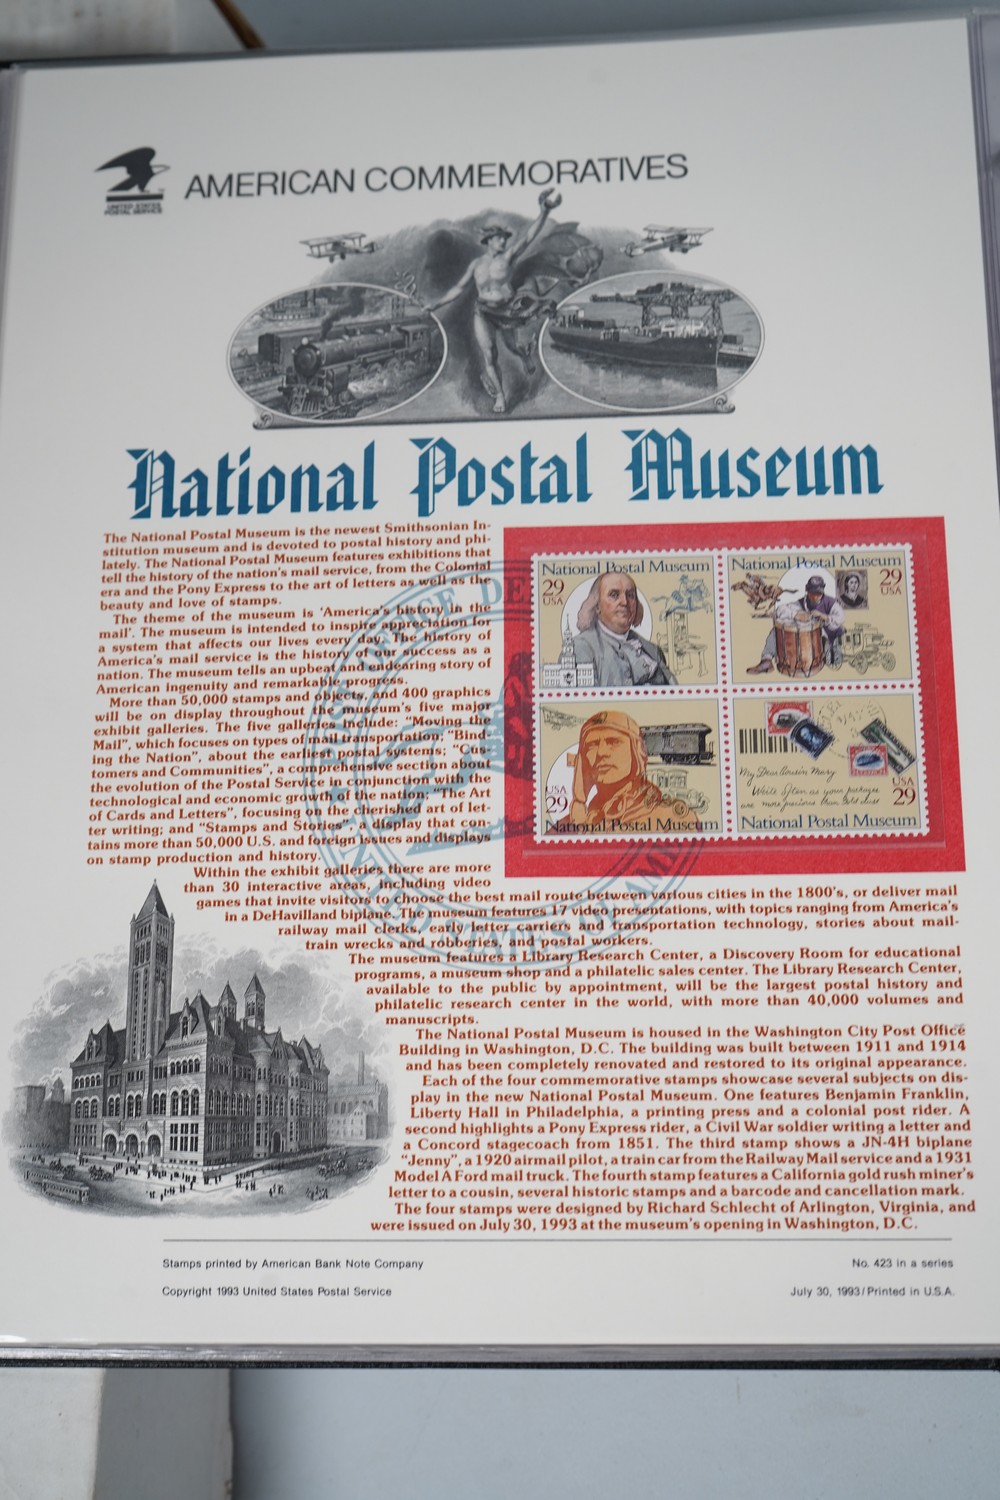 UNITED STATES
POSTAL SERVICE
AMERICAN COMMEMORATIVES
National Postal Museum
The National Postal Museum is the newest Smithsonian In-
stitution museum and is devoted to postal history and phi-
lately. The National Postal Museum features exhibitions that
tell the history of the nation's mail service, from the Colonial
era and the Pony Express to the art of letters as well as the
beauty and love of stamps.
The theme of the museum is 'America's history in the
mail'. The museum is intended to inspire appreciation for
a system that affects our lives every day. The history of
America's mail service is the history of our success as a
nation. The museum tells an upbeat and endearing story of
American ingenuity and remarkable progress.
More than 50,000 stamps and objects, and 400 graphics
will be on display throughout the museum's five major
exhibit galleries. The five galleries include: "Moving the
Mail", which focuses on types of mail transportation; "Bind-
ing the Nation", about the earliest postal systems; "Cus-
tomers and Communities", a comprehensive section about
the evolution of the Postal Service in conjunction with the
technological and economic growth of the nation; "The Art
of Cards and Letters", focusing on the cherished art of let-
ter writing; and "Stamps and Stories", a display that con-
tains more than 50,000 U.S. and foreign issues and displays
on stamp production and history.
Within the exhibit galleries there are more
than 30 interactive areas, including video
games that invite visitors to choose the best mail route between various cities in the 1800's, or deliver mail
in a DeHavilland biplane. The museum features 17 video presentations, with topics ranging from America's
railway mail clerks, early letter carriers and transportation technology, stories about mail-
train wrecks and robberies, and postal workers.
The museum features a Library Research Center, a Discovery Room for educational
programs, a museum shop and a philatelic sales center. The Library Research Center,
available to the public by appointment, will be the largest postal history and
philatelic research center in the world, with more than 40,000 volumes and
manuscripts.
The National Postal Museum is housed in the Washington City Post Office
Building in Washington, D.C. The building was built between 1911 and 1914
and has been completely renovated and restored to its original appearance.
Each of the four commemorative stamps showcase several subjects on dis-
play in the new National Postal Museum. One features Benjamin Franklin,
Liberty Hall in Philadelphia, a printing press and a colonial post rider. A
second highlights a Pony Express rider, a Civil War soldier writing a letter and
a Concord stagecoach from 1851. The third stamp shows a JN-4H biplane
"Jenny", a 1920 airmail pilot, a train car from the Railway Mail service and a 1931
Model A Ford mail truck. The fourth stamp features a California gold rush miner's
letter to a cousin, several historic stamps and a barcode and cancellation mark.
The four stamps were designed by Richard Schlecht of Arlington, Virginia, and
were issued on July 30, 1993 at the museum's opening in Washington, D.C.
National Postal Museum
29
USA
National Postal Museum
29
USA
USA
29
National Postal Museum
My Dear Cousin Mary
Write Often as your packages
are more precious than Gold Dust
USA
29
National Postal Museum
POST OFFICE DE
UNITED STATES OF AM
Stamps printed by American Bank Note Company
No. 423 in a series
Copyright 1993 United States Postal Service
July 30, 1993/Printed in U.S.A.